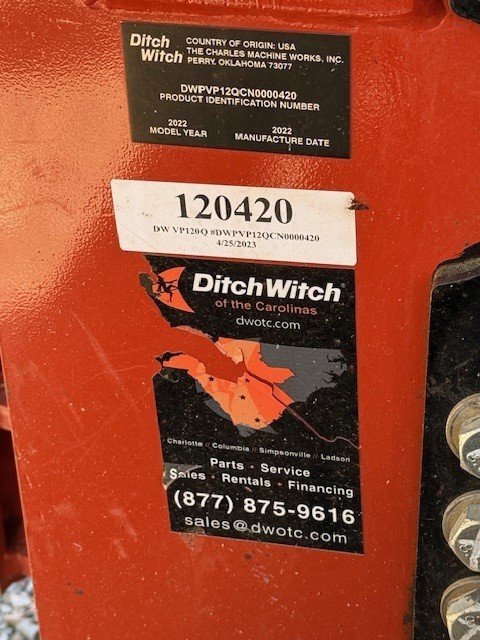 Ditch Witch
COUNTRY OF ORIGIN: USA
THE CHARLES MACHINE WORKS, INC.
PERRY, OKLAHOMA 73077
DWPVP12QCN0000420
PRODUCT IDENTIFICATION NUMBER
2022 2022
MODEL YEAR MANUFACTURE DATE
120420
DW VP120Q #DWPVP12QCN0000420
4/25/2023
DitchWitch
of the Carolinas
dwotc.com
Charlotte // Columbia // Simpsonville // Ladson
Parts • Service
Sales • Rentals • Financing
(877) 875-9616
sales@dwotc.com